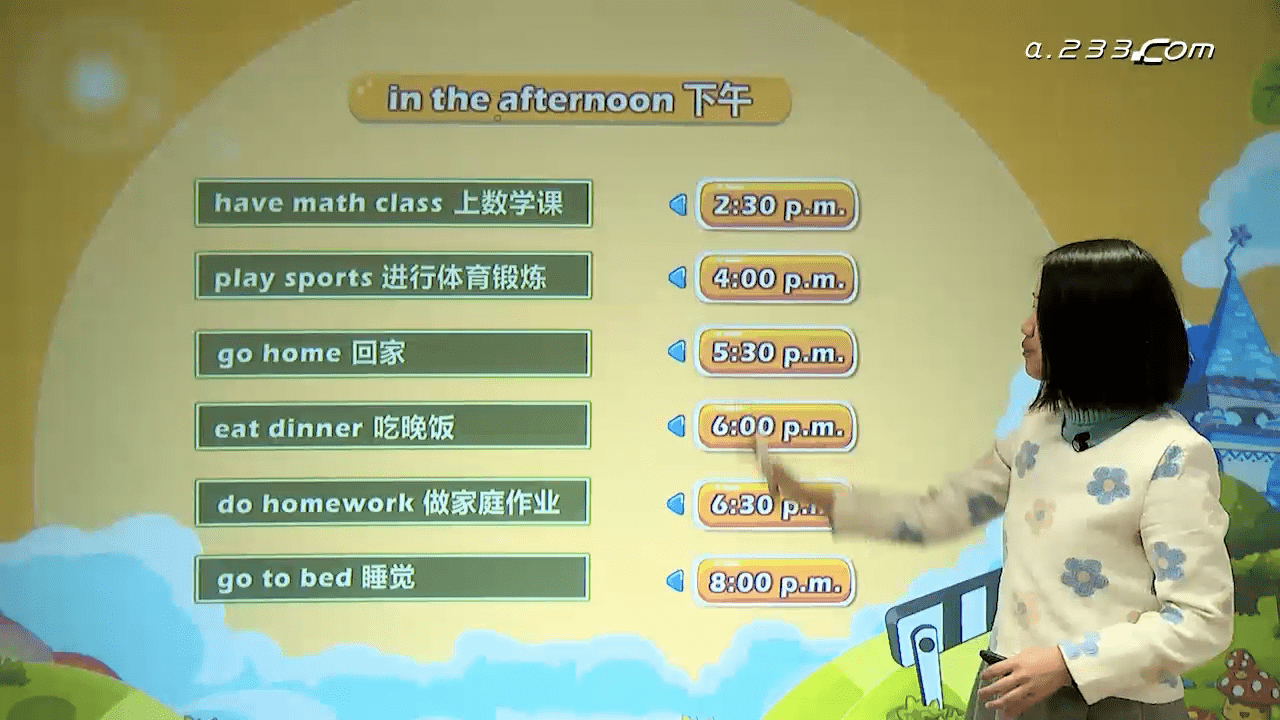 a.233.com
in the afternoon 下午
have math class 上数学课
2:30 p.m.
play sports 进行体育锻炼
4:00 p.m.
go home 回家
5:30 p.m.
eat dinner 吃晚饭
6:00 p.m.
do homework 做家庭作业
6:30 p.m.
go to bed 睡觉
8:00 p.m.